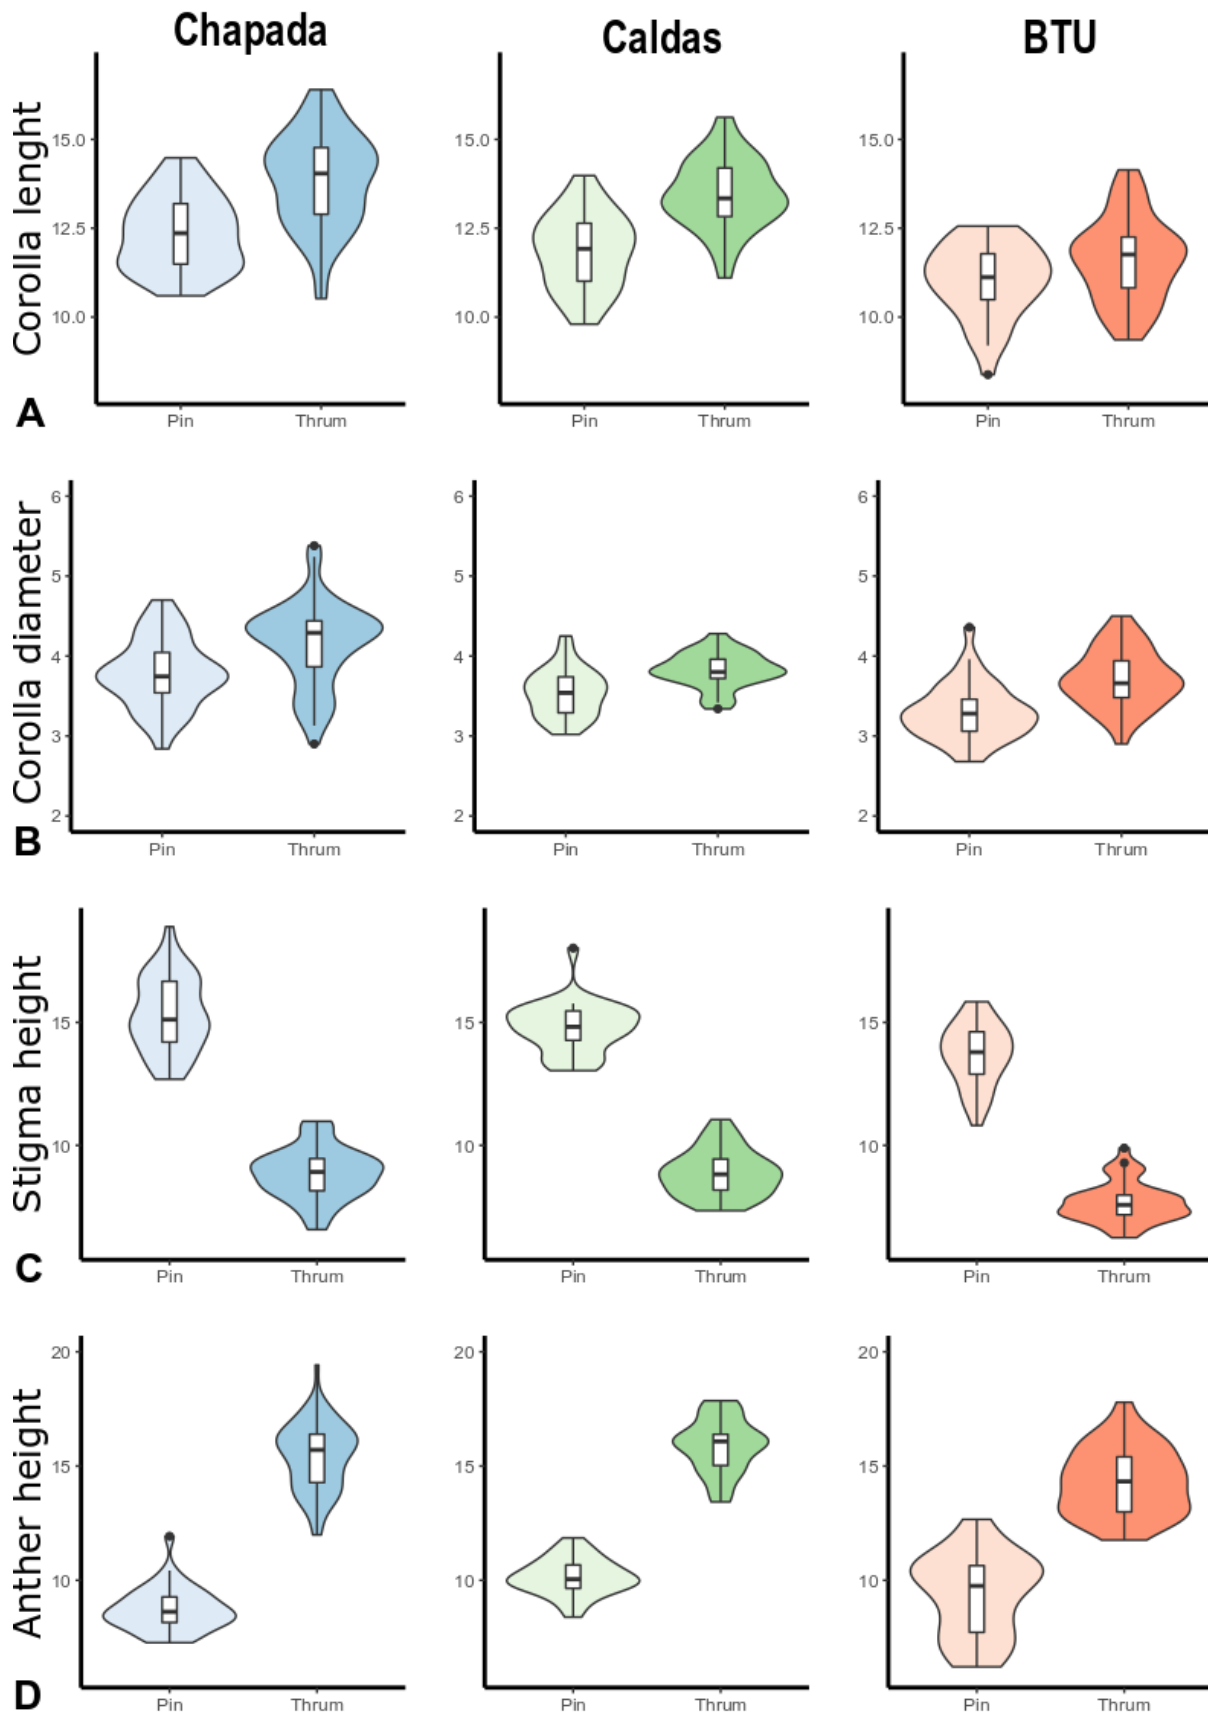 Chapada Caldas BTU
Corolla lenght
15.0 15.0 15.0
12.5 12.5 12.5
10.0 10.0 10.0
A
Pin Thrum Pin Thrum Pin Thrum
Corolla diameter
6 6 6
5 5 5
4 4 4
3 3 3
2 2 2
B
Pin Thrum Pin Thrum Pin Thrum
Stigma height
15 15 15
10 10 10
C
Pin Thrum Pin Thrum Pin Thrum
Anther height
20 20 20
15 15 15
10 10 10
D
Pin Thrum Pin Thrum Pin Thrum